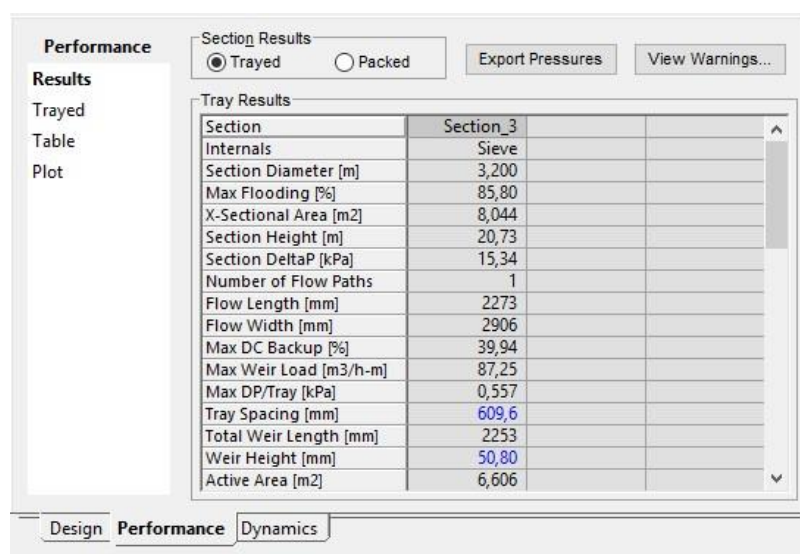 Performance
Results
Trayed
Table
Plot
Section Results
Trayed Packed
Export Pressures
View Warnings...
Tray Results
Section Section_3
Internals Sieve
Section Diameter [m] 3,200
Max Flooding [%] 85,80
X-Sectional Area [m2] 8,044
Section Height [m] 20,73
Section DeltaP [kPa] 15,34
Number of Flow Paths 1
Flow Length [mm] 2273
Flow Width [mm] 2906
Max DC Backup [%] 39,94
Max Weir Load [m3/h-m] 87,25
Max DP/Tray [kPa] 0,557
Tray Spacing [mm] 609,6
Total Weir Length [mm] 2253
Weir Height [mm] 50,80
Active Area [m2] 6,606
Design Performance Dynamics